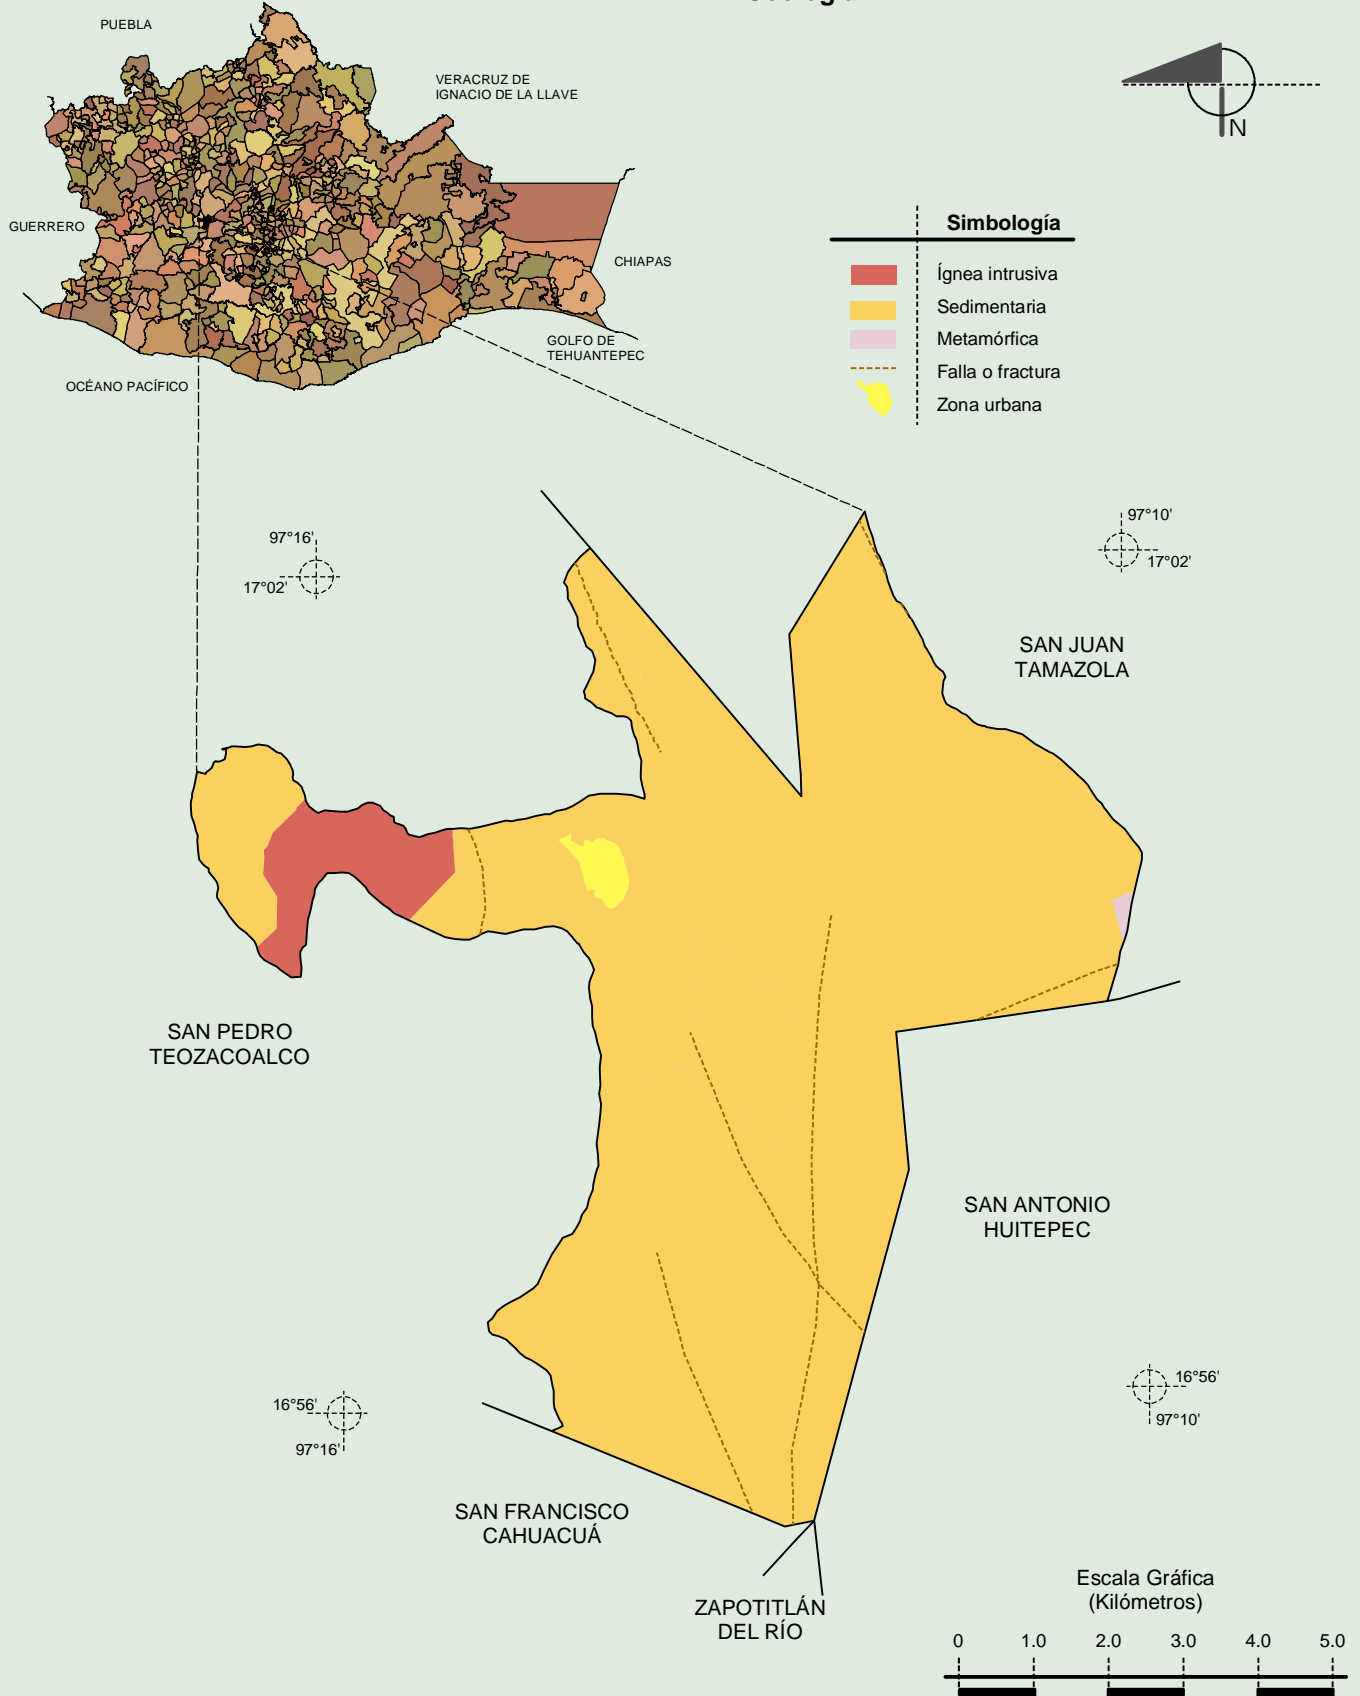 PUEBLA
VERACRUZ DE
IGNACIO DE LA LLAVE
N
GUERRERO
Simbología
CHIAPAS
Ígnea intrusiva
Sedimentaria
Metamórfica
Falla o fractura
Zona urbana
GOLFO DE
TEHUANTEPEC
OCÉANO PACÍFICO
97°16'
17°02'
97°10'
17°02'
SAN JUAN
TAMAZOLA
SAN PEDRO
TEOZACOALCO
SAN ANTONIO
HUITEPEC
16°56'
97°16'
16°56'
97°10'
SAN FRANCISCO
CAHUACUÁ
ZAPOTITLÁN
DEL RÍO
Escala Gráfica
(Kilómetros)
0 1.0 2.0 3.0 4.0 5.0